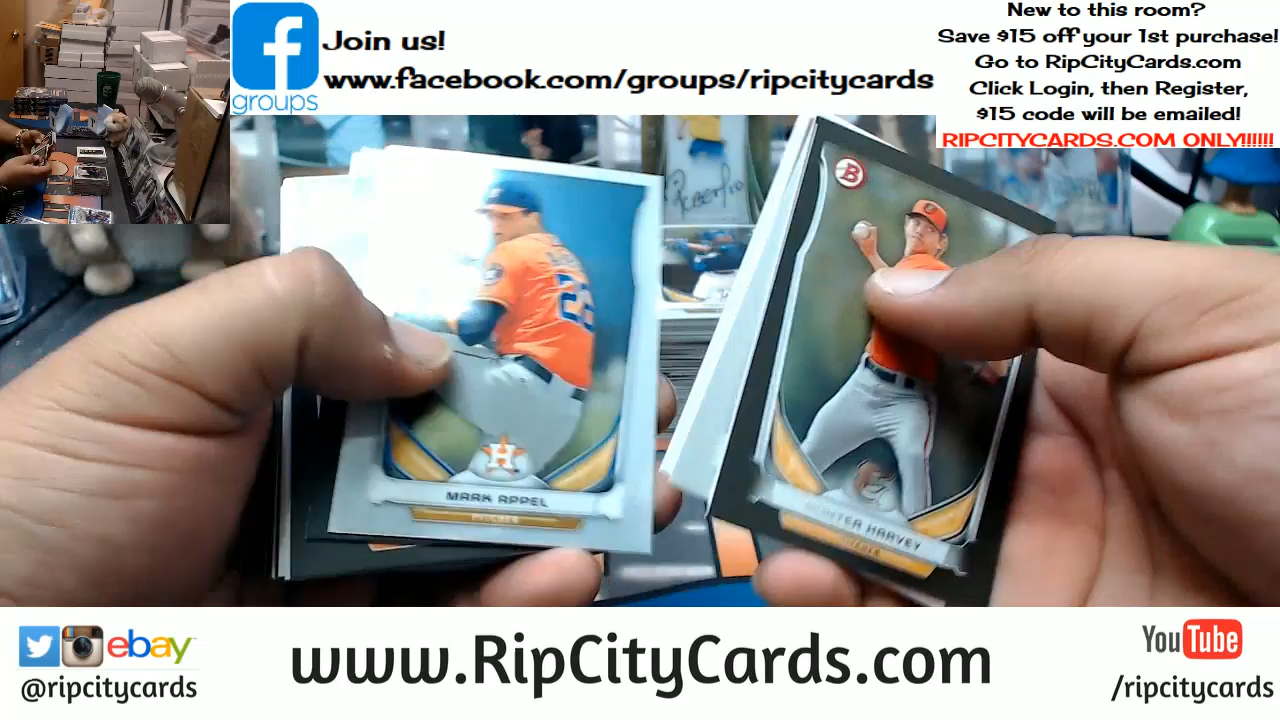 groups
Join us!
www.facebook.com/groups/ripcitycards
New to this room?
Save $15 off your 1st purchase!
Go to RipCityCards.com
Click Login, then Register,
$15 code will be emailed!
RIPCITYCARDS.COM ONLY!!!!!!
B
22
H
MARK APPEL
PITCHER
HUNTER HARVEY
ebay
@ripcitycards
www.RipCityCards.com
YouTube
/ripcitycards